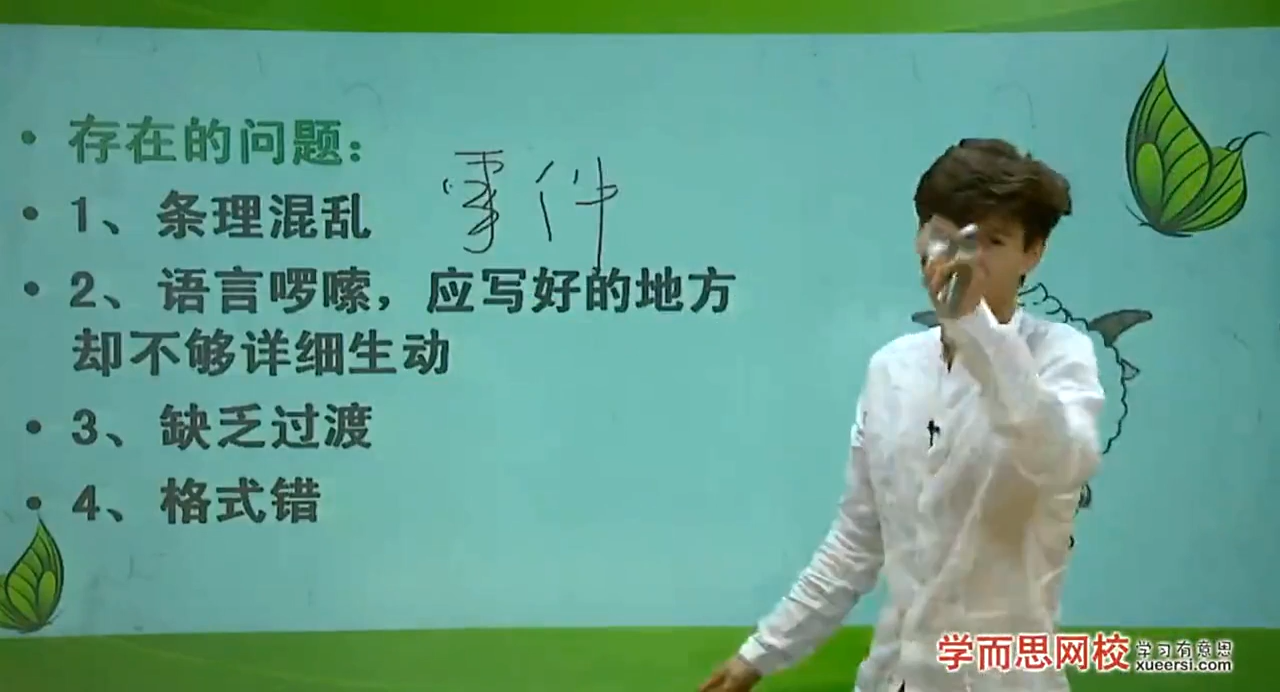 存在的问题：
1、条理混乱
事件
2、语言啰嗦，应写好的地方
却不够详细生动
3、缺乏过渡
4、格式错
学而思网校
学习有意思
xueersi.com